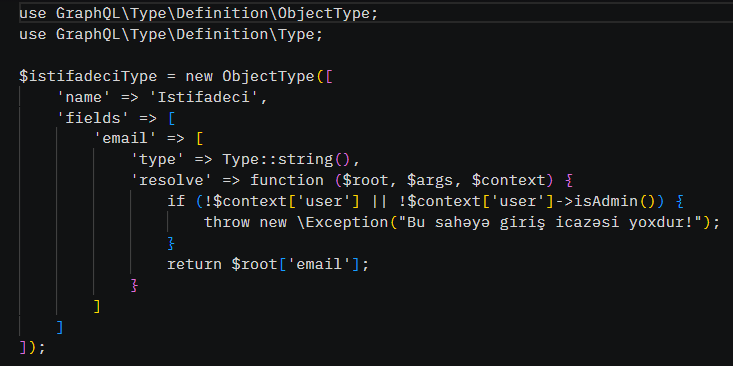 use GraphQL\Type\Definition\ObjectType;
use GraphQL\Type\Definition\Type;

$istifadeciType = new ObjectType([
    'name' => 'Istifadeci',
    'fields' => [
        'email' => [
            'type' => Type::string(),
            'resolve' => function ($root, $args, $context) {
                if (!$context['user'] || !$context['user']->isAdmin()) {
                    throw new \Exception("Bu sahəyə giriş icazəsi yoxdur!");
                }
                return $root['email'];
            }
        ]
    ]
]);